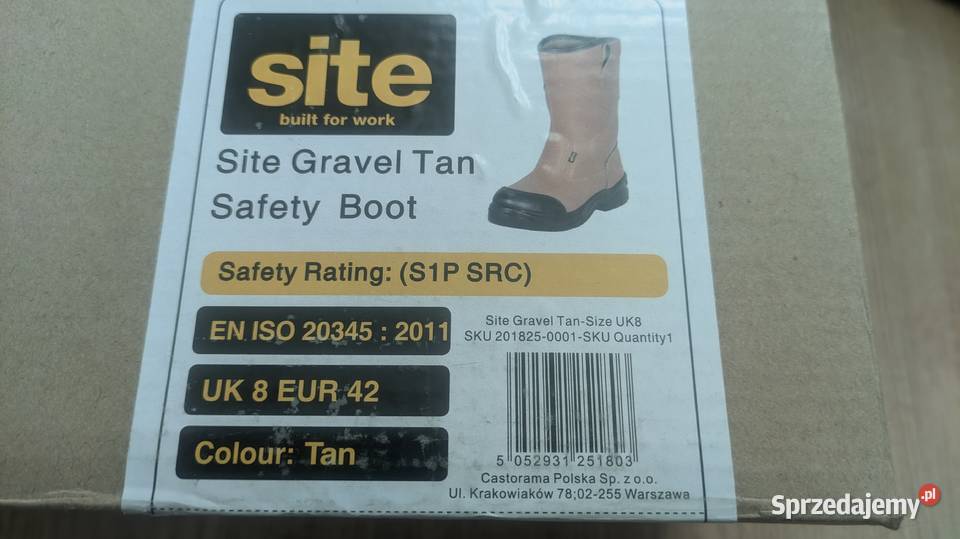 site
built for work
Site Gravel Tan
Safety Boot
Safety Rating: (S1P SRC)
EN ISO 20345 : 2011
UK 8 EUR 42
Colour: Tan
Site Gravel Tan-Size UK8
SKU 201825-0001-SKU Quantity1
5 052931 251803
Castorama Polska Sp. z o.o.
Ul. Krakowiaków 78;02-255 Warszawa
Sprzedajemy.pl